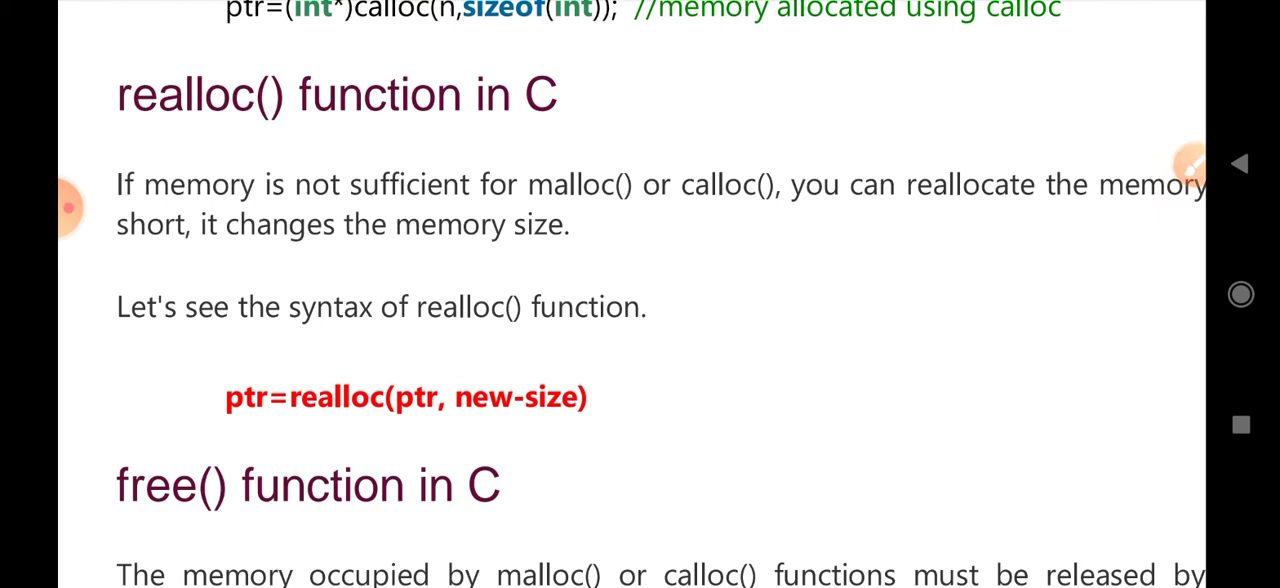 ptr=(int*)calloc(n,sizeof(int)); //memory allocated using calloc
realloc() function in C
If memory is not sufficient for malloc() or calloc(), you can reallocate the memory
short, it changes the memory size.
Let's see the syntax of realloc() function.
ptr=realloc(ptr, new-size)
free() function in C
The memory occupied by malloc() or calloc() functions must be released by